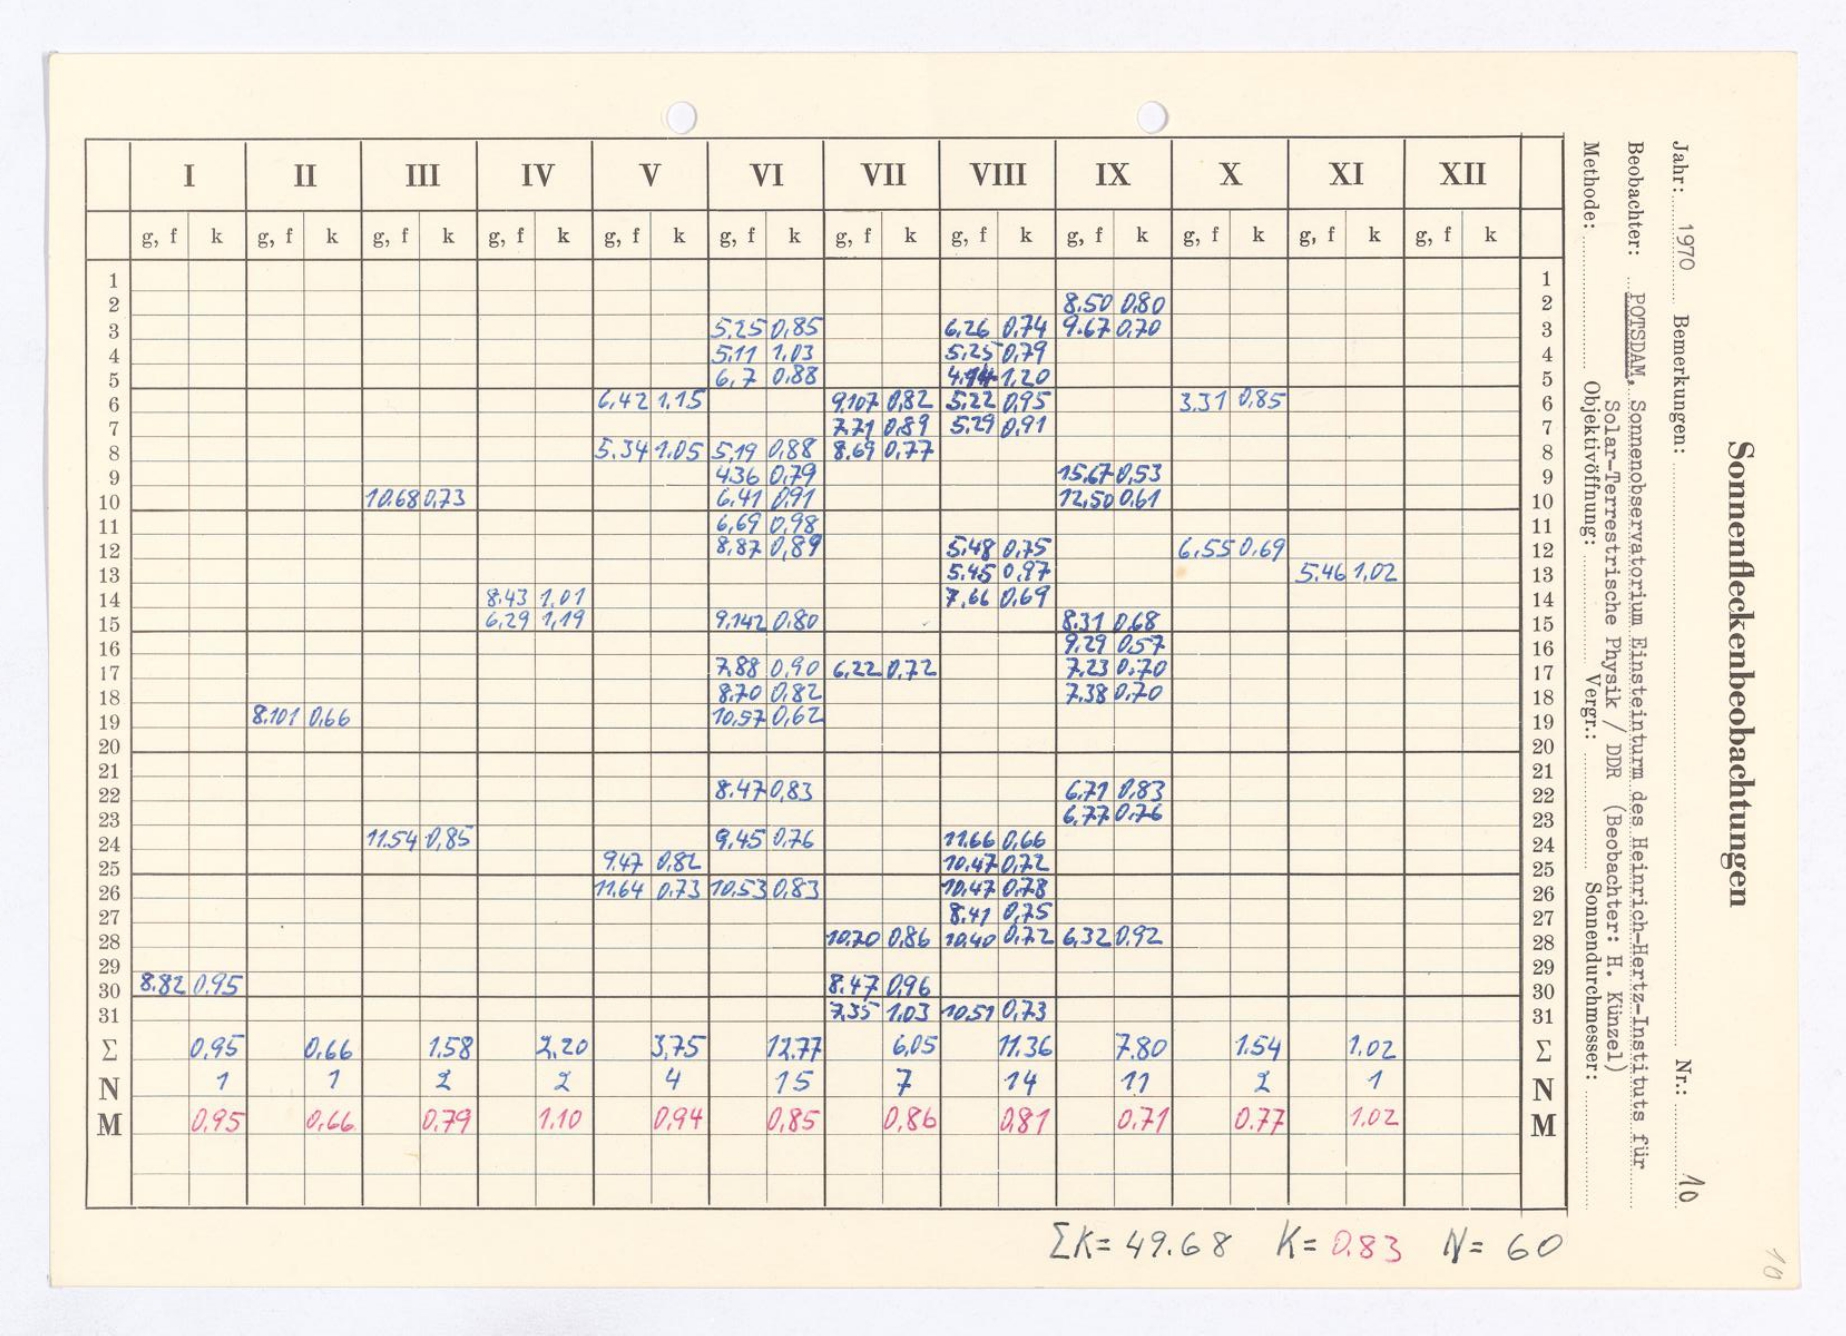 I II III IV V VI VII VIII IX X XI XII
g, f k g, f k g, f k g, f k g, f k g, f k g, f k g, f k g, f k g, f k g, f k g, f k
1 1
2 8.50 0.80 2
3 5.25 0.85 6.26 0.74 9.67 0.70 3
4 5.11 1.03 5.25 0.79 4
5 6.7 0.88 1.20 5
6 6.42 1.15 9.107 0.82 5.22 0.95 3.31 0.85 6
7 7.71 0.89 5.29 0.91 7
8 5.34 1.05 5.19 0.88 8.69 0.77 8
9 4.36 0.79 15.67 0.53 9
10 10.68 0.73 6.41 0.91 12.50 0.61 10
11 6.69 0.98 11
12 8.87 0.89 5.48 0.75 6.55 0.69 12
13 5.45 0.97 5.46 1.02 13
14 8.43 1.01 7.66 0.69 14
15 6.29 1.19 9.142 0.80 8.31 0.68 15
16 9.29 0.57 16
17 7.88 0.90 6.22 0.72 7.23 0.70 17
18 8.70 0.82 7.38 0.70 18
19 8.101 0.66 10.57 0.62 19
20 20
21 21
22 8.47 0.83 6.71 0.83 22
23 6.77 0.76 23
24 11.54 0.85 9.45 0.76 11.66 0.66 24
25 9.47 0.82 10.47 0.72 25
26 11.64 0.73 10.53 0.83 10.47 0.78 26
27 8.41 0.75 27
28 10.70 0.86 10.40 0.72 6.32 0.92 28
29 29
30 8.82 0.95 8.47 0.96 30
31 7.35 1.03 10.51 0.73 31
Σ 0.95 0.66 1.58 2.20 3.75 12.77 6.05 11.36 7.80 1.54 1.02 Σ
N 1 1 2 2 4 15 7 14 11 2 1 N
M 0.95 0.66 0.79 1.10 0.94 0.85 0.86 0.81 0.71 0.77 1.02 M
ΣK = 49.68 K = 0.83 N = 60
Sonnenfleckenbeobachtungen
Jahr: 1970 Bemerkungen: Nr.: 10
Beobachter: POTSDAM, Sonnenobservatorium Einsteinturm des Heinrich-Hertz-Instituts für
Solar-Terrestrische Physik / DDR (Beobachter: H. Künzel)
Methode: Objektivöffnung: Vergr.: Sonnendurchmesser:
10